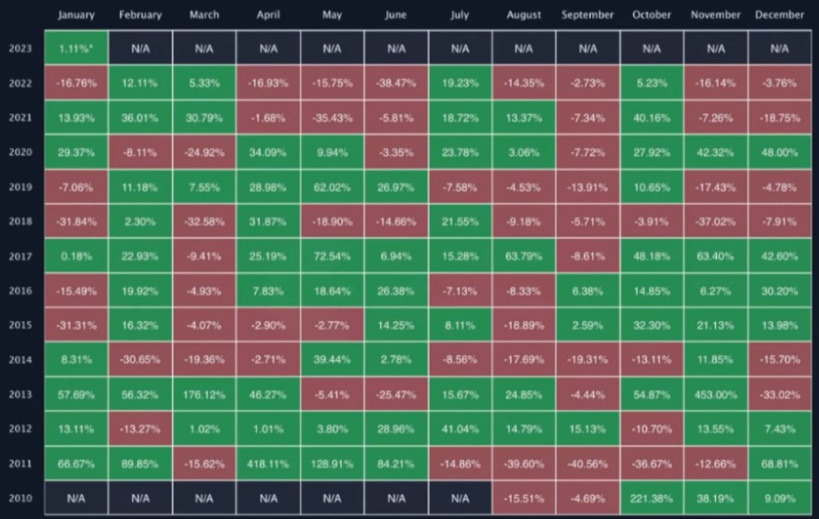 January February March April May June July August September October November December
2023 1.11%* N/A N/A N/A N/A N/A N/A N/A N/A N/A N/A N/A
2022 -16.76% 12.11% 5.33% -16.93% -15.75% -38.47% 19.23% -14.35% -2.73% 5.23% -16.14% -3.76%
2021 13.93% 36.01% 30.79% -1.68% -35.43% -5.81% 18.72% 13.37% -7.34% 40.16% -7.26% -18.75%
2020 29.37% -8.11% -24.92% 34.09% 9.94% -3.35% 23.78% 3.06% -7.72% 27.92% 42.32% 48.00%
2019 -7.06% 11.18% 7.55% 28.98% 62.02% 26.97% -7.58% -4.53% -13.91% 10.65% -17.43% -4.78%
2018 -31.84% 2.30% -32.58% 31.87% -18.90% -14.66% 21.55% -9.18% -5.71% -3.91% -37.02% -7.91%
2017 0.18% 22.93% -9.41% 25.19% 72.54% 6.94% 15.28% 63.79% -8.61% 48.18% 63.40% 42.60%
2016 -15.49% 19.92% -4.93% 7.83% 18.64% 26.38% -7.13% -8.33% 6.38% 14.85% 6.27% 30.20%
2015 -31.31% 16.32% -4.07% -2.90% -2.77% 14.25% 8.11% -18.89% 2.59% 32.30% 21.13% 13.98%
2014 8.31% -30.65% -19.36% -2.71% 39.44% 2.78% -8.56% -17.69% -19.31% -13.11% 11.85% -15.70%
2013 57.69% 56.32% 176.12% 46.27% -5.41% -25.47% 15.67% 24.85% -4.44% 54.87% 453.00% -33.02%
2012 13.11% -13.27% 1.02% 1.01% 3.80% 28.96% 41.04% 14.79% 15.13% -10.70% 13.55% 7.43%
2011 66.67% 89.85% -15.62% 418.11% 128.91% 84.21% -14.86% -39.60% -40.56% -36.67% -12.66% 68.81%
2010 N/A N/A N/A N/A N/A N/A N/A -15.51% -4.69% 221.38% 38.19% 9.09%